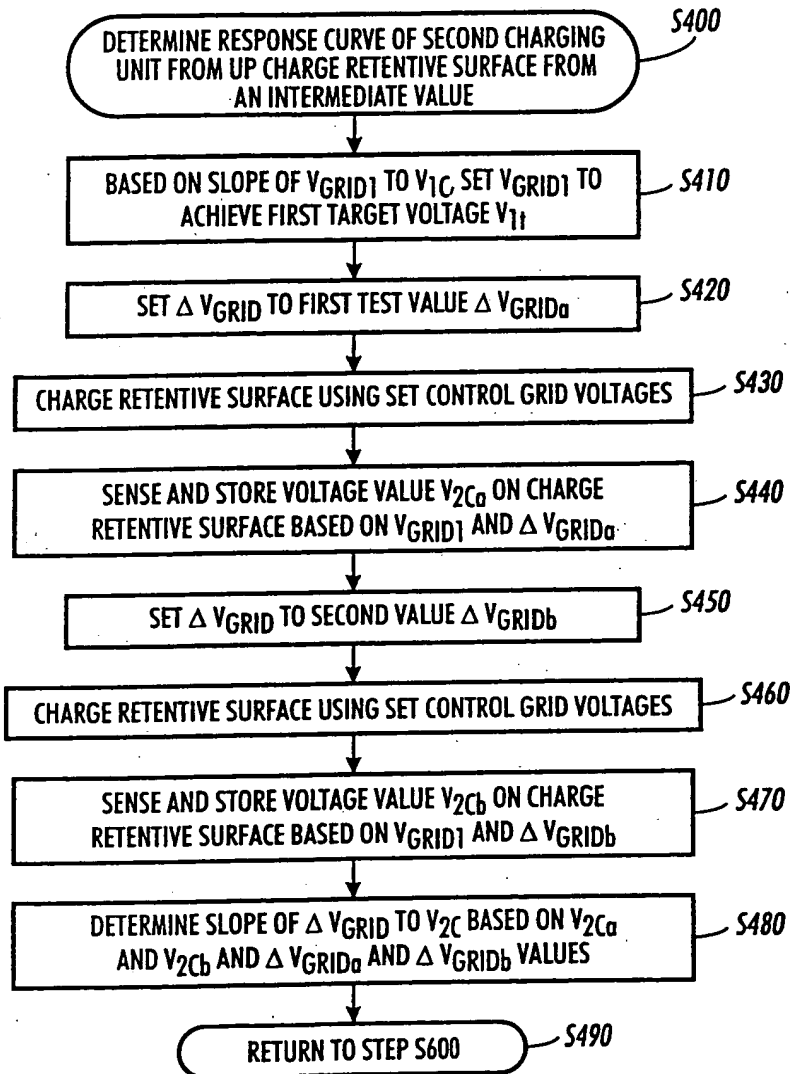 S400
DETERMINE RESPONSE CURVE OF SECOND CHARGING
UNIT FROM UP CHARGE RETENTIVE SURFACE FROM
AN INTERMEDIATE VALUE
BASED ON SLOPE OF VGRID1 TO V1C, SET VGRID1 TO
ACHIEVE FIRST TARGET VOLTAGE V1t
S410
SET Δ VGRID TO FIRST TEST VALUE Δ VGRIDa
S420
CHARGE RETENTIVE SURFACE USING SET CONTROL GRID VOLTAGES
S430
SENSE AND STORE VOLTAGE VALUE V2Ca ON CHARGE
RETENTIVE SURFACE BASED ON VGRID1 AND Δ VGRIDa
S440
SET Δ VGRID TO SECOND VALUE Δ VGRIDb
S450
CHARGE RETENTIVE SURFACE USING SET CONTROL GRID VOLTAGES
S460
SENSE AND STORE VOLTAGE VALUE V2Cb ON CHARGE
RETENTIVE SURFACE BASED ON VGRID1 AND Δ VGRIDb
S470
DETERMINE SLOPE OF Δ VGRID TO V2C BASED ON V2Ca
AND V2Cb AND Δ VGRIDa AND Δ VGRIDb VALUES
S480
RETURN TO STEP S600
S490